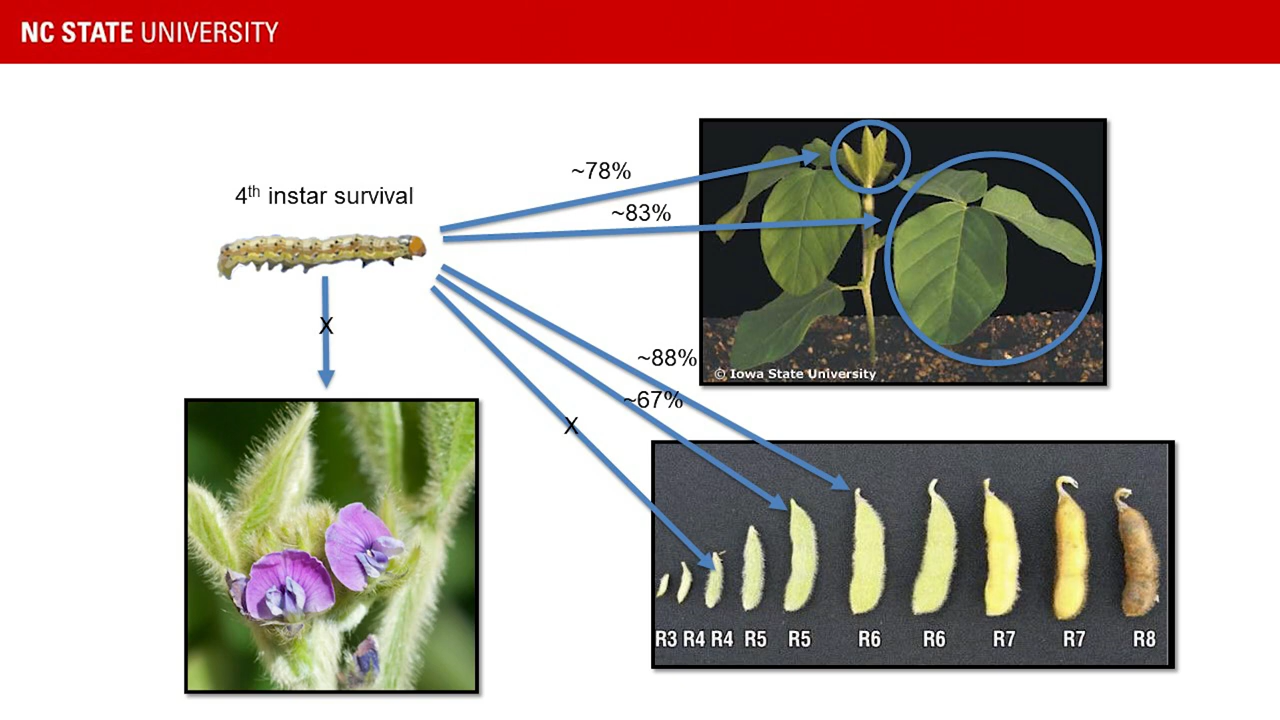 NC STATE UNIVERSITY
4th instar survival
~78%
~83%
X
~88%
~67%
X
© Iowa State University
R3 R4 R4 R5 R5 R6 R6 R7 R7 R8